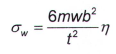 σ_w = 6mwb² / t² η